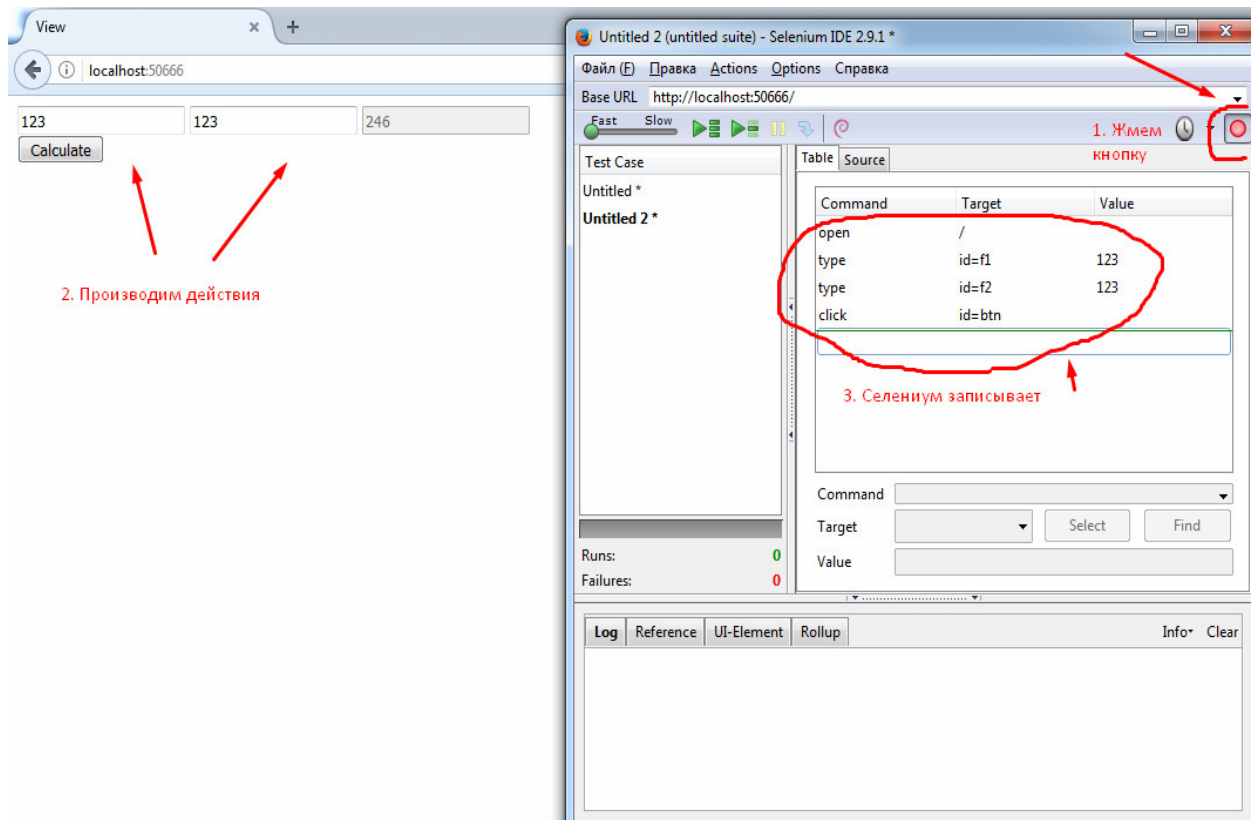 View
localhost:50666
123 123 246
Calculate
2. Производим действия
Untitled 2 (untitled suite) - Selenium IDE 2.9.1 *
Файл (F) Правка Actions Options Справка
Base URL http://localhost:50666/
Fast Slow
1. Жмем
кнопку
Test Case
Untitled *
Untitled 2 *
Table Source
Command Target Value
open /
type id=f1 123
type id=f2 123
click id=btn
3. Селениум записывает
Command
Target Select Find
Value
Runs: 0
Failures: 0
Log Reference UI-Element Rollup Info Clear